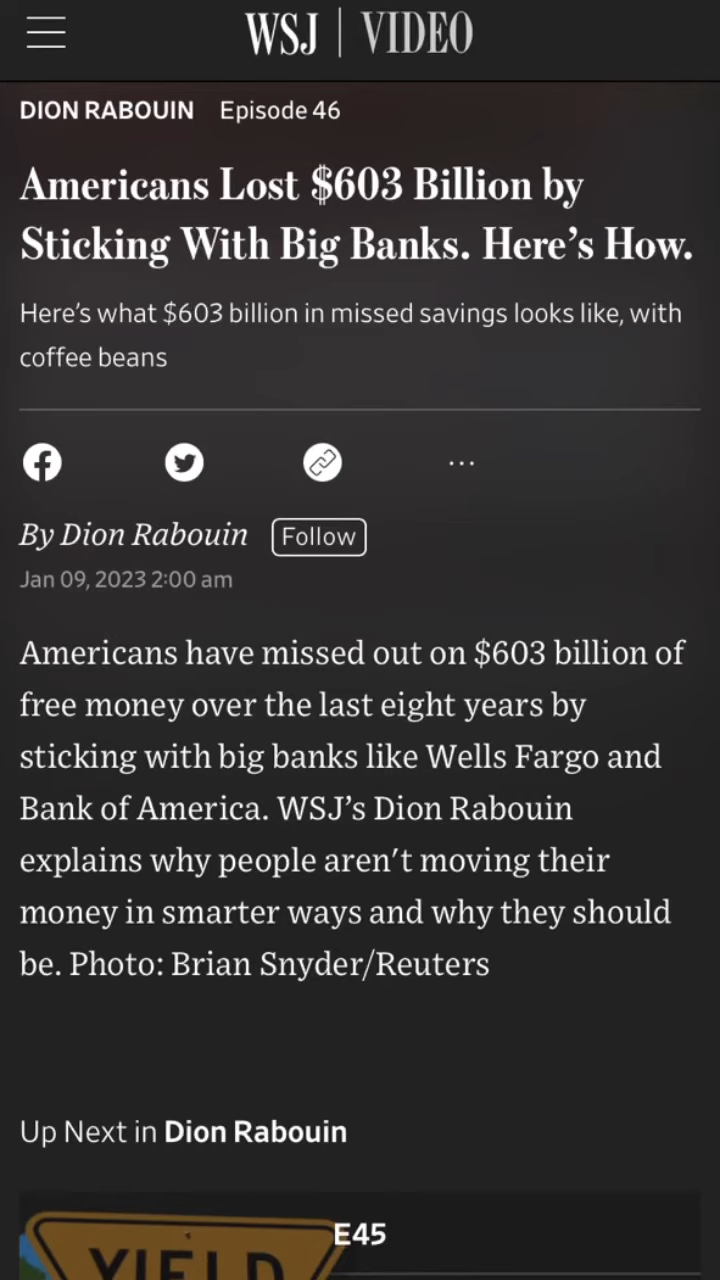 WSJ | VIDEO
DION RABOUIN Episode 46
Americans Lost $603 Billion by
Sticking With Big Banks. Here’s How.
Here’s what $603 billion in missed savings looks like, with
coffee beans
...
By Dion Rabouin Follow
Jan 09, 2023 2:00 am
Americans have missed out on $603 billion of
free money over the last eight years by
sticking with big banks like Wells Fargo and
Bank of America. WSJ’s Dion Rabouin
explains why people aren’t moving their
money in smarter ways and why they should
be. Photo: Brian Snyder/Reuters
Up Next in Dion Rabouin
E45
YIELD